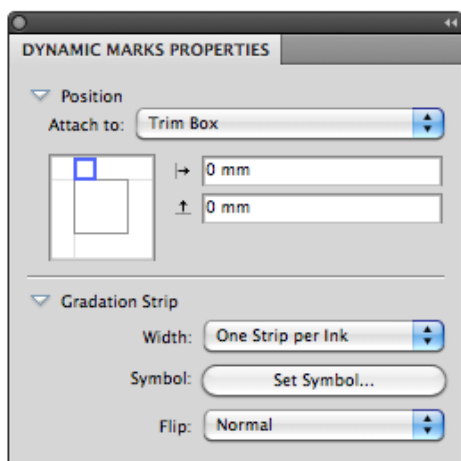 DYNAMIC MARKS PROPERTIES
Position
Attach to: Trim Box
0 mm
0 mm
Gradation Strip
Width: One Strip per Ink
Symbol: Set Symbol...
Flip: Normal